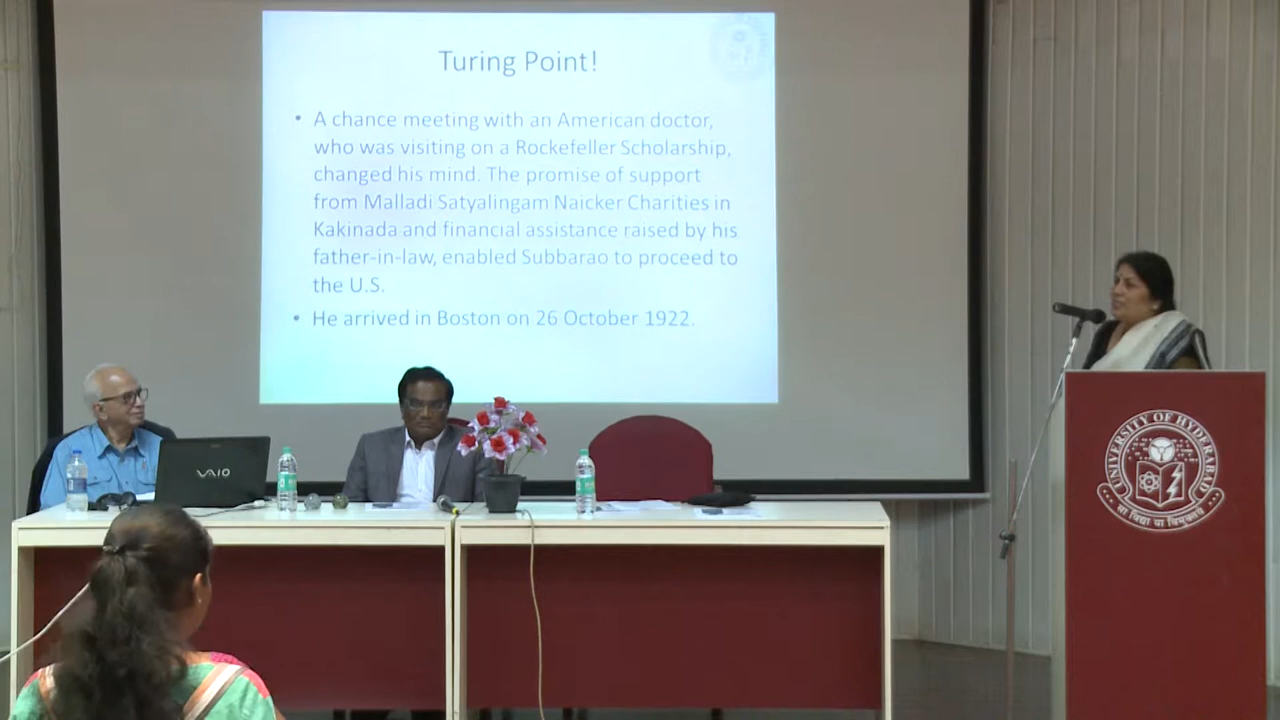 Turing Point!
• A chance meeting with an American doctor,
who was visiting on a Rockefeller Scholarship,
changed his mind. The promise of support
from Malladi Satyalingam Naicker Charities in
Kakinada and financial assistance raised by his
father-in-law, enabled Subbarao to proceed to
the U.S.
• He arrived in Boston on 26 October 1922.
VAIO
UNIVERSITY OF HYDERABAD
सा विद्या या विमुक्तये